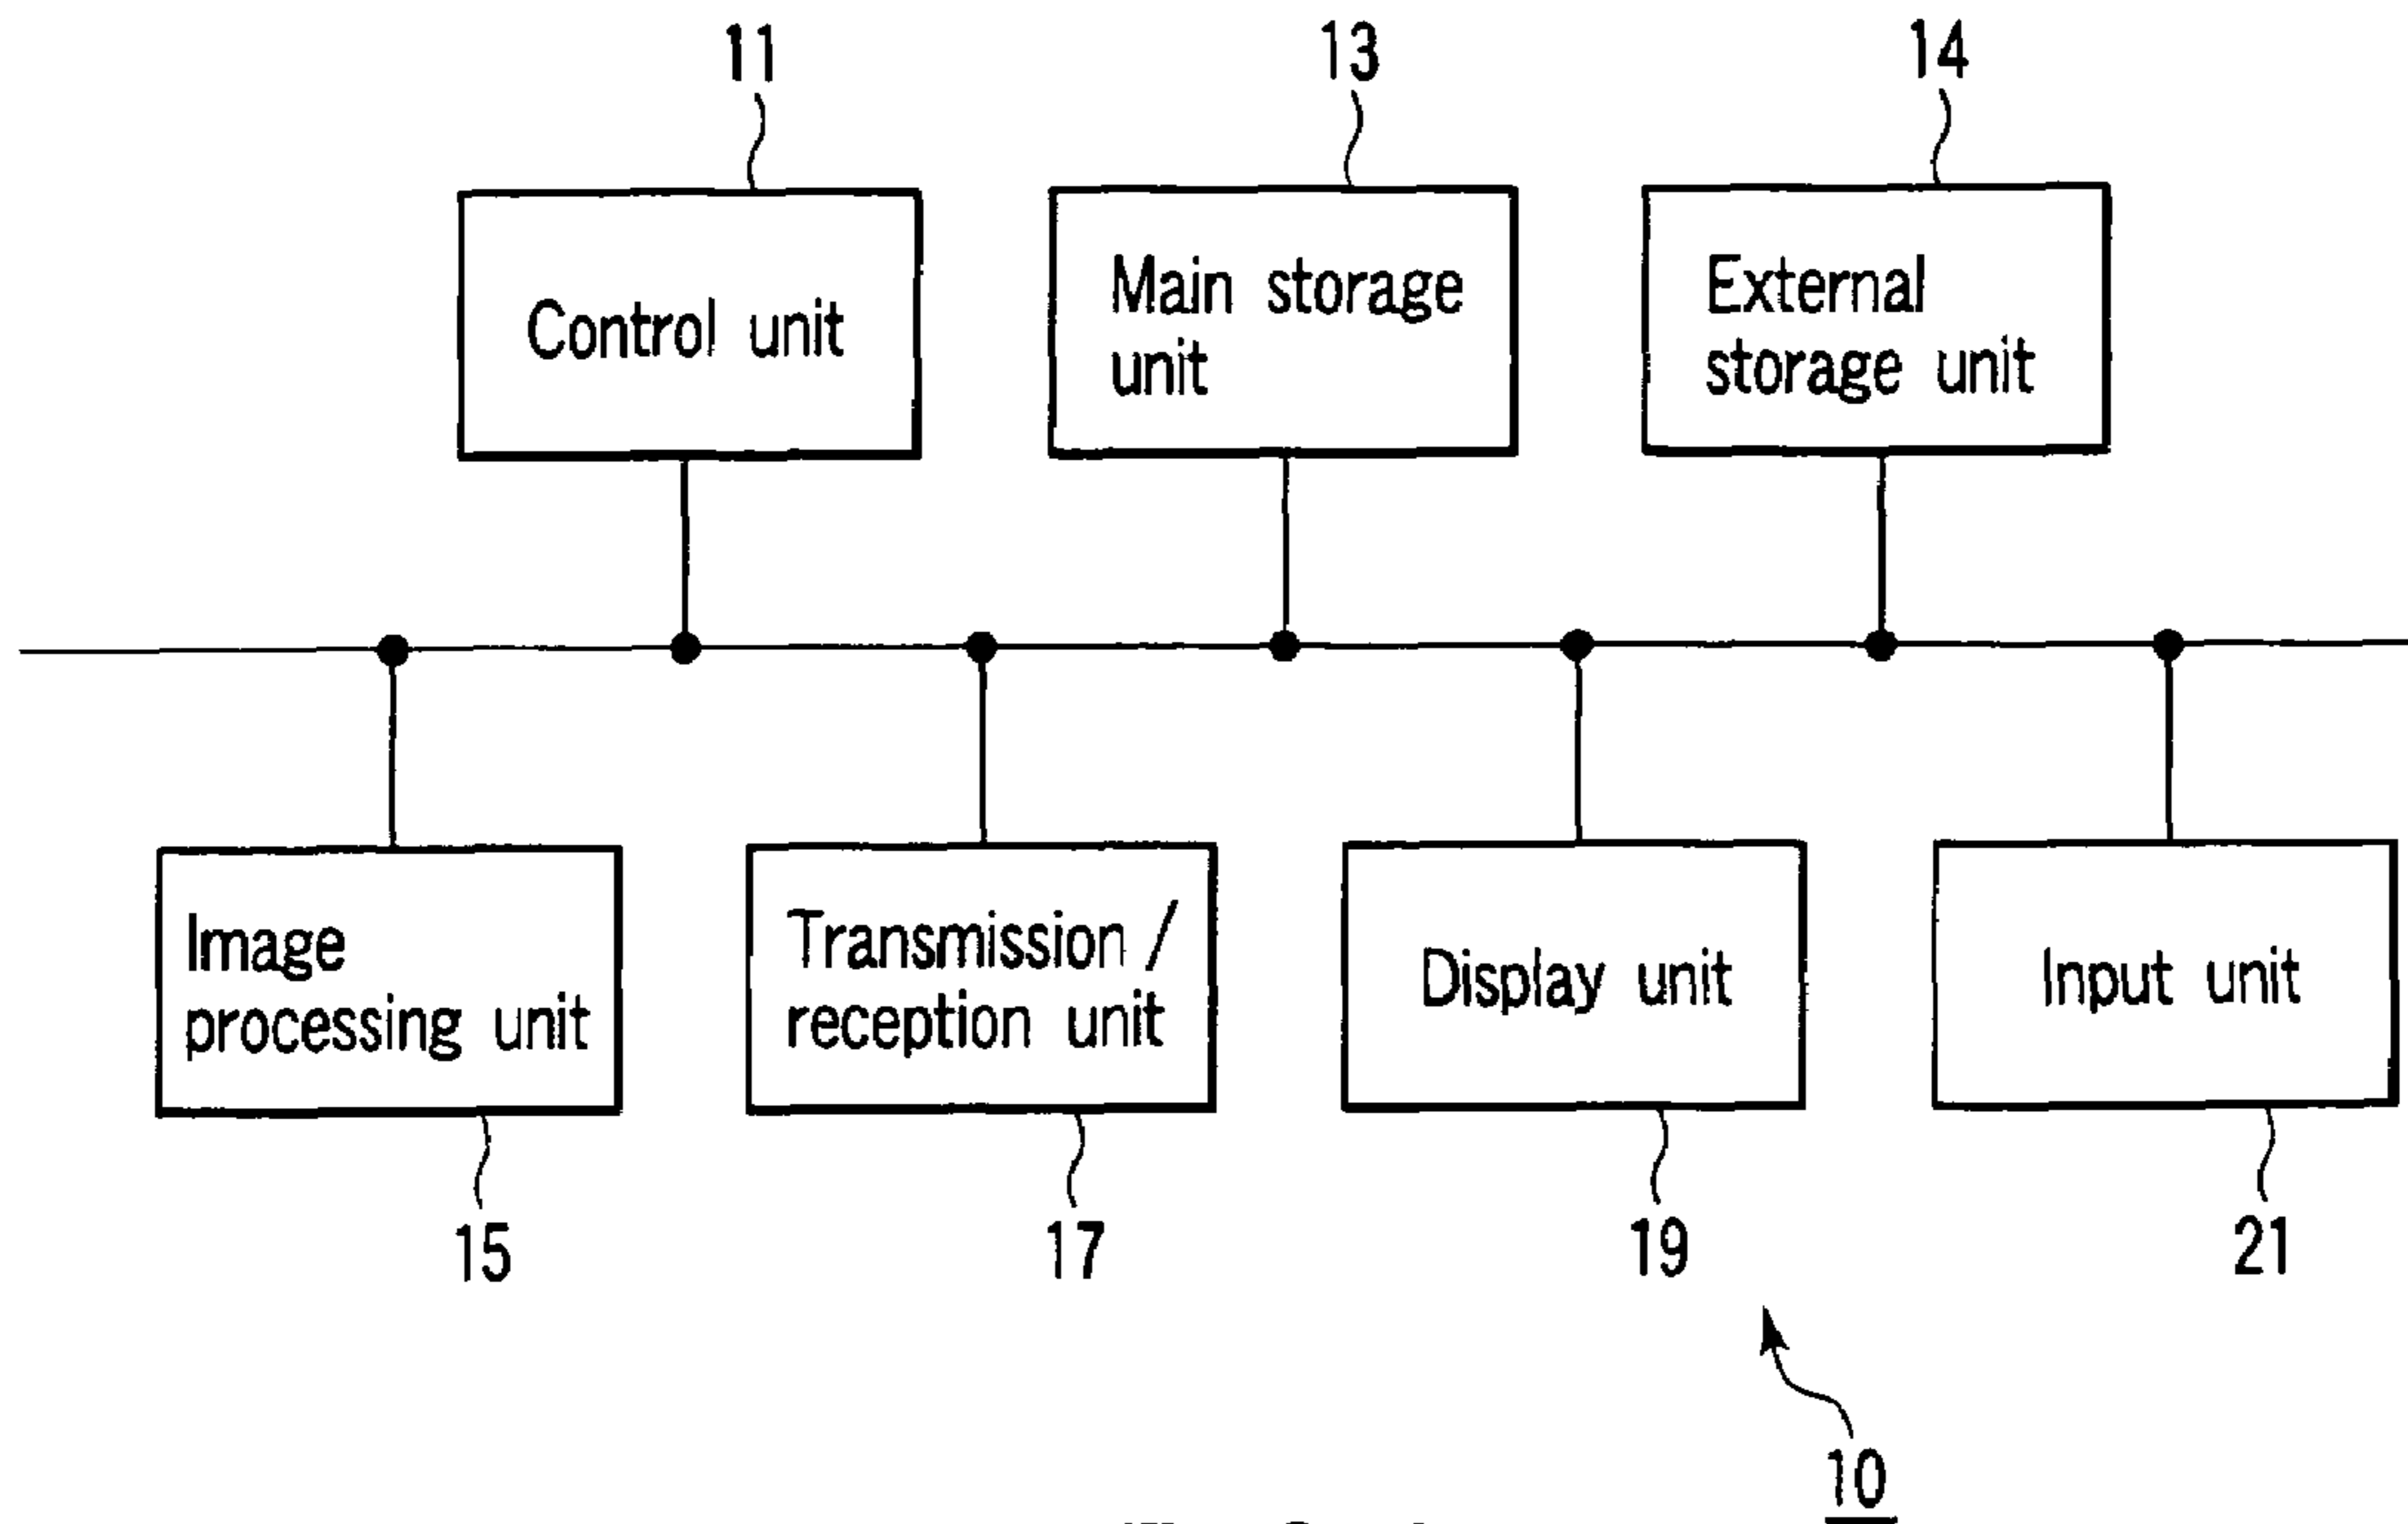 11
13
14
Control unit
Main storage
unit
External
storage unit
Image
processing unit
Transmission /
reception unit
Display unit
Input unit
15
17
19
21
10